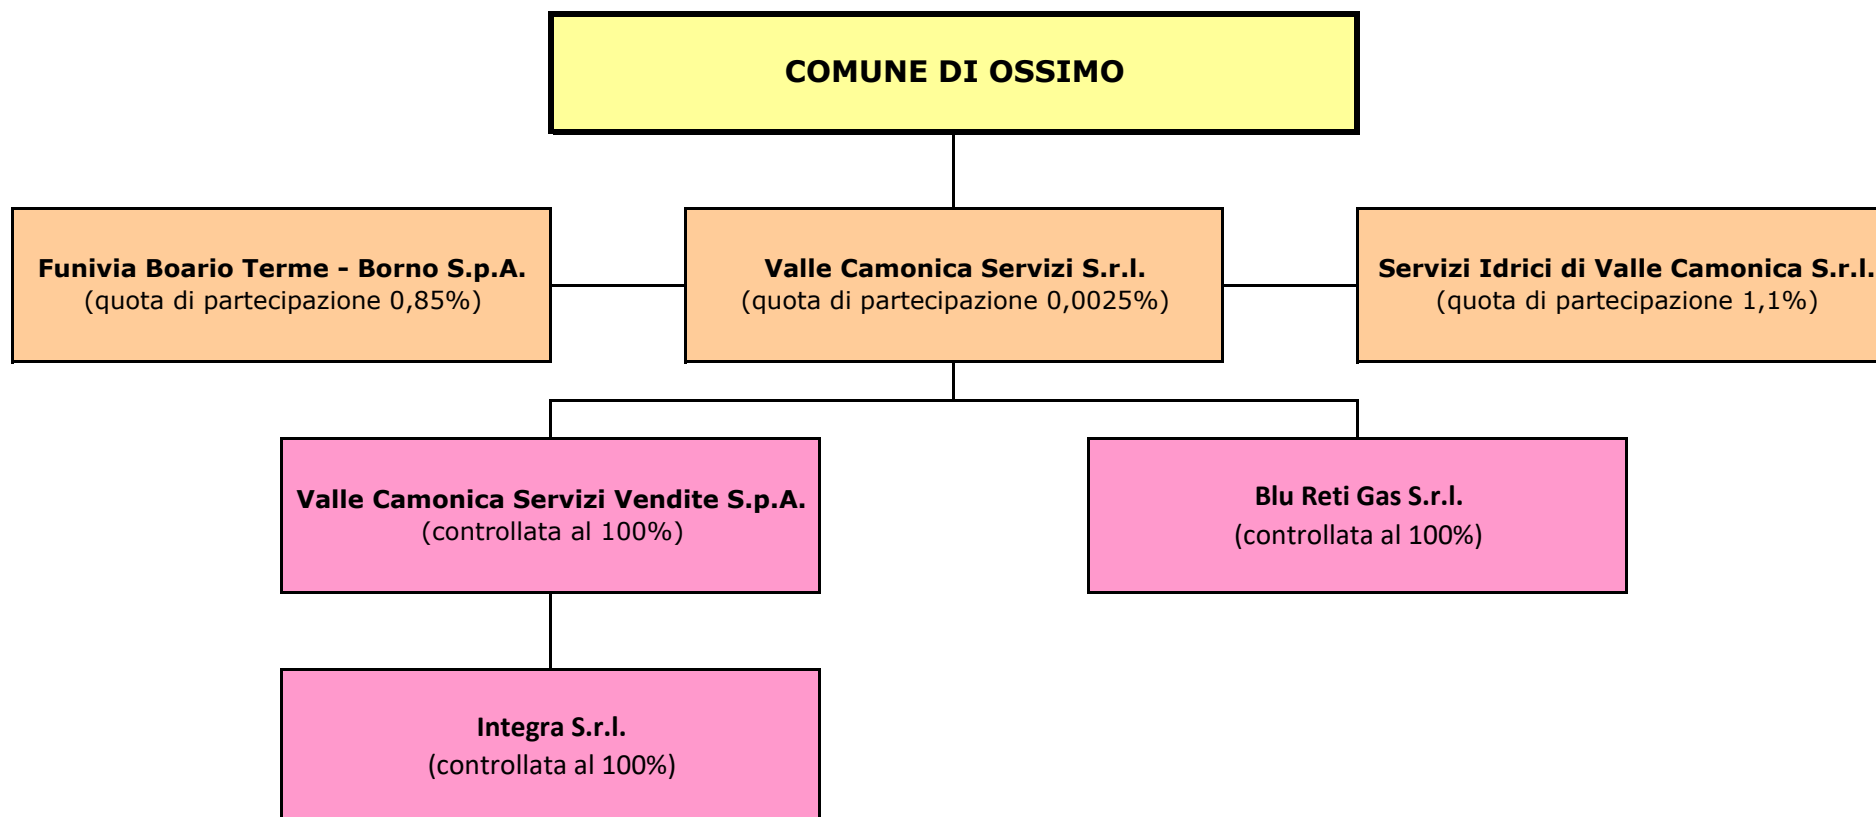 COMUNE DI OSSIMO
Funivia Boario Terme - Borno S.p.A.
(quota di partecipazione 0,85%)
Valle Camonica Servizi S.r.l.
(quota di partecipazione 0,0025%)
Servizi Idrici di Valle Camonica S.r.l.
(quota di partecipazione 1,1%)
Valle Camonica Servizi Vendite S.p.A.
(controllata al 100%)
Blu Reti Gas S.r.l.
(controllata al 100%)
Integra S.r.l.
(controllata al 100%)